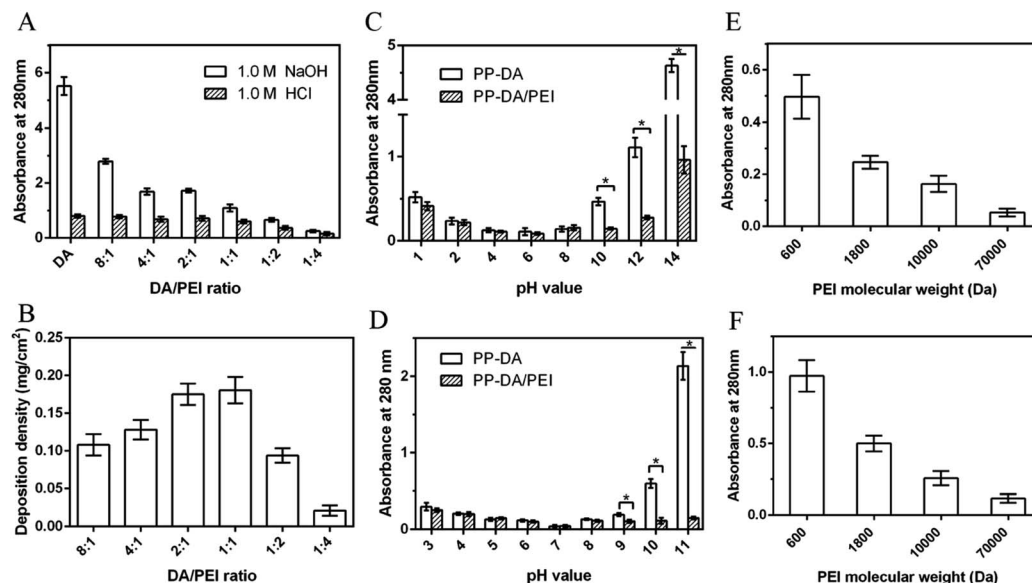 A
Absorbance at 280nm
6
4
2
0
1.0 M NaOH
1.0 M HCl
DA
8:1
4:1
2:1
1:1
1:2
1:4
DA/PEI ratio
B
Deposition density (mg/cm²)
0.25
0.20
0.15
0.10
0.05
0.00
8:1
4:1
2:1
1:1
1:2
1:4
DA/PEI ratio
C
Absorbance at 280nm
5
4
1
0
PP-DA
PP-DA/PEI
*
*
*
1
2
4
6
8
10
12
14
pH value
D
Absorbance at 280 nm
2
1
0
PP-DA
PP-DA/PEI
*
*
*
3
4
5
6
7
8
9
10
11
pH value
E
Absorbance at 280nm
0.6
0.4
0.2
0.0
600
1800
10000
70000
PEI molecular weight (Da)
F
Absorbance at 280nm
1.0
0.5
0.0
600
1800
10000
70000
PEI molecular weight (Da)